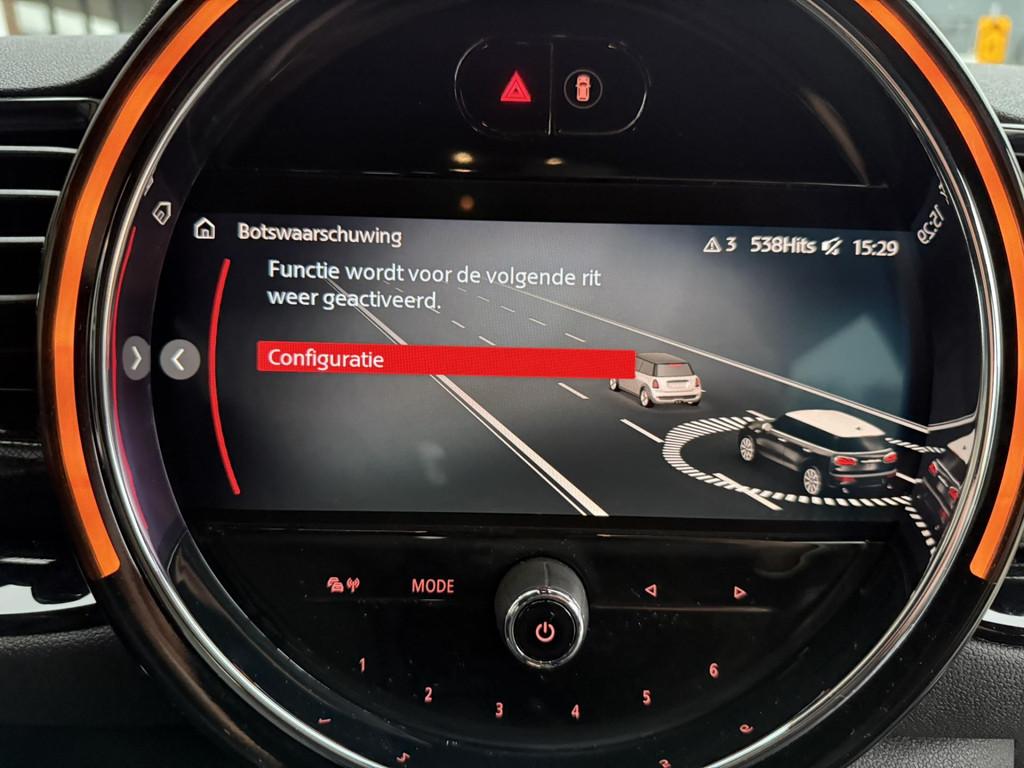 Botswaarschuwing
3 538Hits 15:29
Functie wordt voor de volgende rit
weer geactiveerd.
Configuratie
MODE
1 2 3 4 5 6